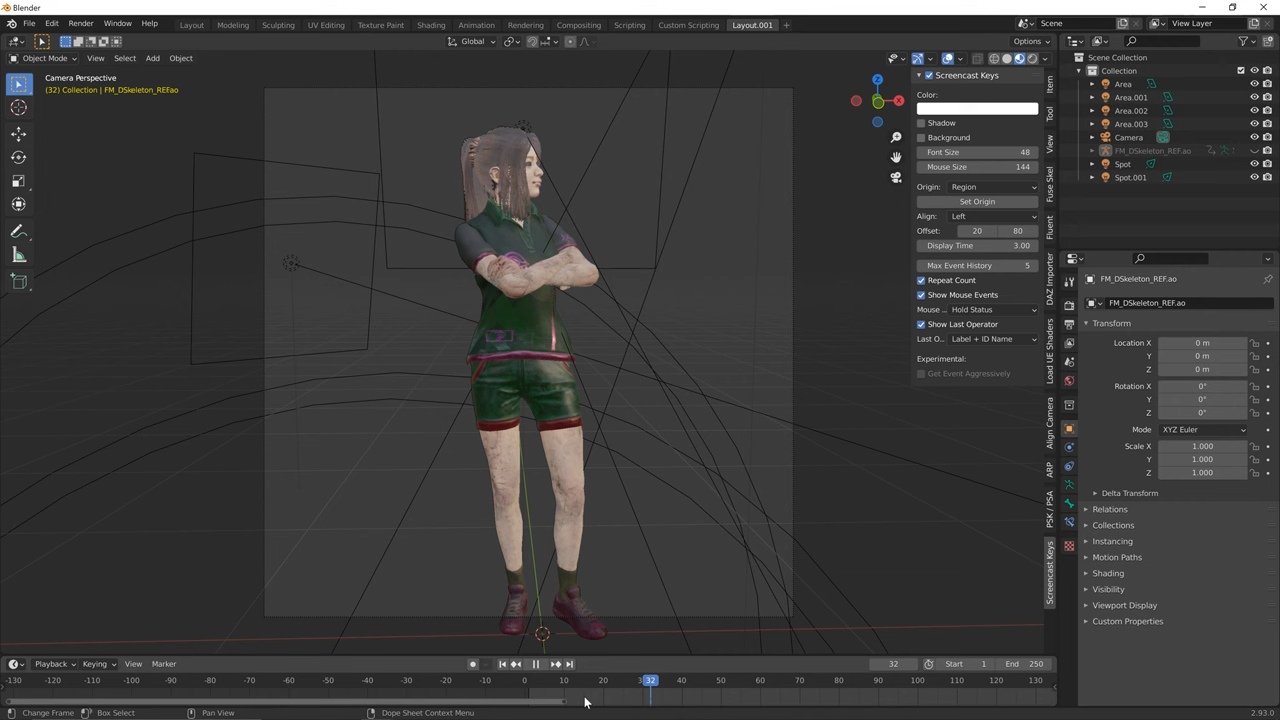 Blender
File Edit Render Window Help Layout Modeling Sculpting UV Editing Texture Paint Shading Animation Rendering Compositing Scripting Custom Scripting Layout.001 + Scene View Layer
Global Options
Object Mode View Select Add Object
Camera Perspective
(32) Collection | FM_DSkeleton_REFao
Z
X
Screencast Keys
Color:
Shadow
Background
Font Size 48
Mouse Size 144
Origin: Region
Set Origin
Align: Left
Offset: 20 80
Display Time 3.00
Max Event History 5
Repeat Count
Show Mouse Events
Mouse ... Hold Status
Show Last Operator
Last O.. Label + ID Name
Experimental:
Get Event Aggressively
Item
Tool
View
Fuse Skel
Fluent
DAZ Importer
Load UE Shaders
Align Camera
ARP
PSK / PSA
Screencast Keys
Scene Collection
Collection
Area
Area.001
Area.002
Area.003
Camera
FM_DSkeleton_REF.ao
Spot
Spot.001
FM_DSkeleton_REF.ao
FM_DSkeleton_REF.ao
Transform
Location X 0 m
Y 0 m
Z 0 m
Rotation X 0°
Y 0°
Z 0°
Mode XYZ Euler
Scale X 1.000
Y 1.000
Z 1.000
Delta Transform
Relations
Collections
Instancing
Motion Paths
Shading
Visibility
Viewport Display
Custom Properties
Playback Keying View Marker 32 Start 1 End 250
-130 -120 -110 -100 -90 -80 -70 -60 -50 -40 -30 -20 -10 0 10 20 3 32 40 50 60 70 80 90 100 110 120 130
Change Frame Box Select Pan View Dope Sheet Context Menu 2.93.0